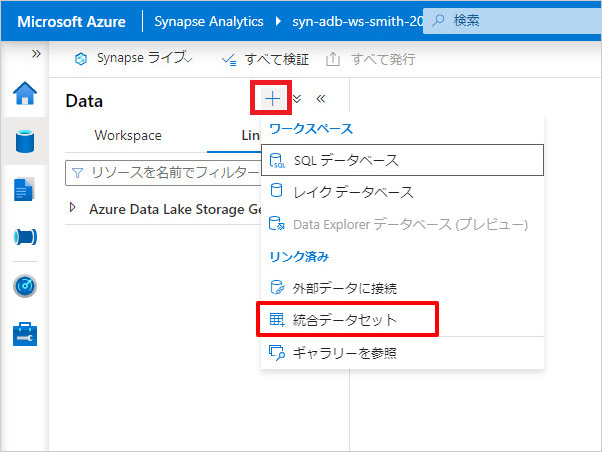 Microsoft Azure Synapse Analytics ▸ syn-adb-ws-smith-20 検索
Synapse ライブ すべて検証 すべて発行
Data
Workspace Lin
リソースを名前でフィルター
Azure Data Lake Storage Ge
ワークスペース
SQL データベース
レイク データベース
Data Explorer データベース (プレビュー)
リンク済み
外部データに接続
統合データセット
ギャラリーを参照